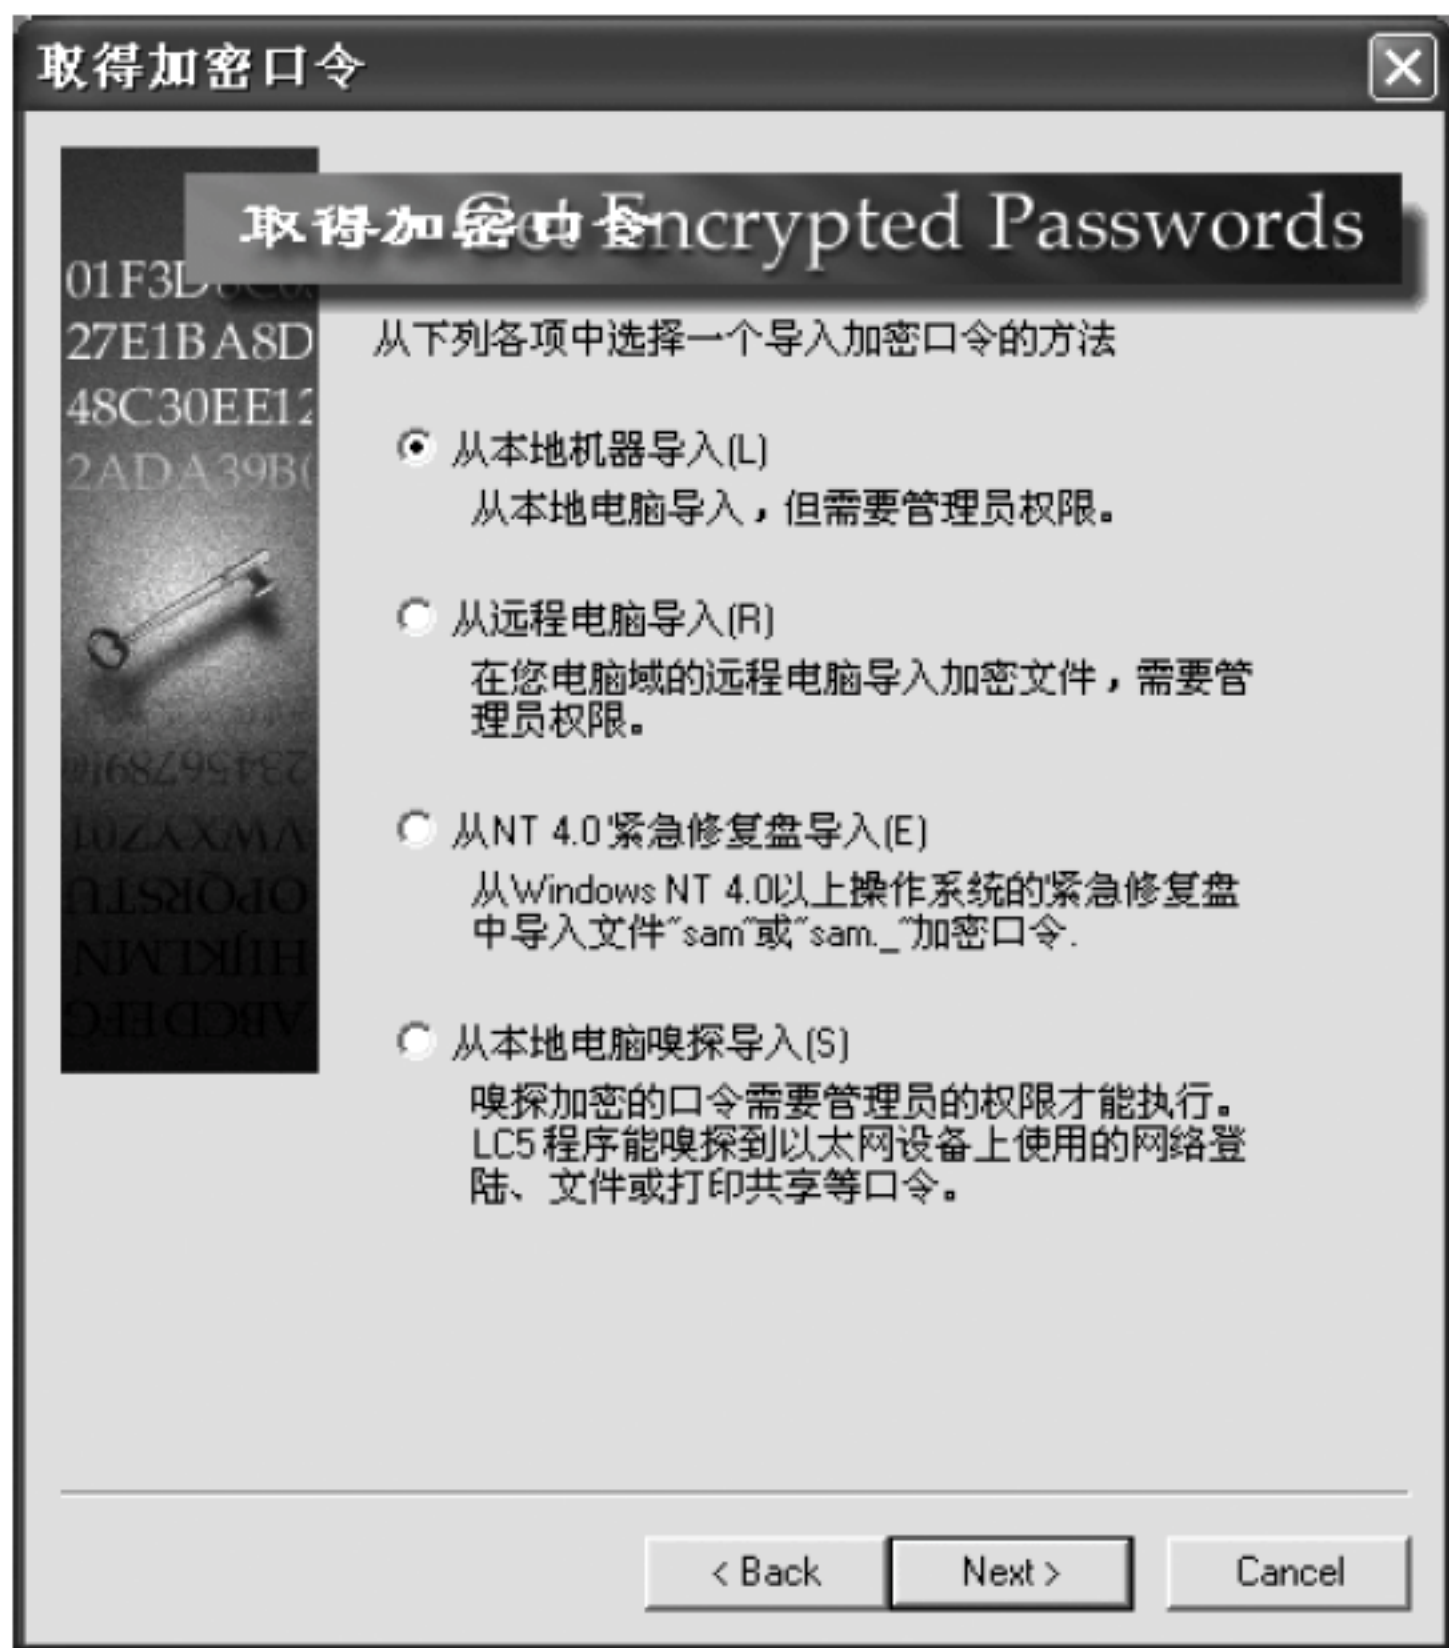 取得加密口令
取得加密口令 Get Encrypted Passwords
01F3D
27E1BA8D
48C30EE12
2ADA39B(
从下列各项中选择一个导入加密口令的方法
从本地机器导入(L)
从本地电脑导入，但需要管理员权限。
从远程电脑导入(R)
在您电脑域的远程电脑导入加密文件，需要管
理员权限。
从NT 4.0紧急修复盘导入(E)
从Windows NT 4.0以上操作系统的紧急修复盘
中导入文件"sam"或"sam._"加密口令.
从本地电脑嗅探导入(S)
嗅探加密的口令需要管理员的权限才能执行。
LC5程序能嗅探到以太网设备上使用的网络登
陆、文件或打印共享等口令。
23456789!@
VWXYZ01
OPQRSTU
HIJKLMN
ABCDEFG
< Back
Next >
Cancel